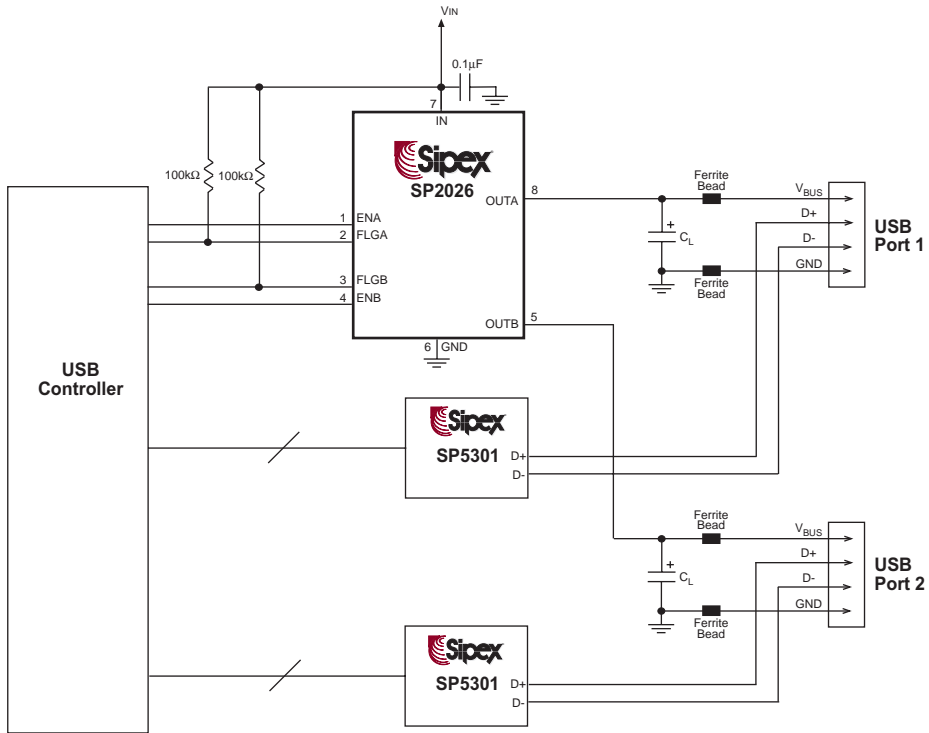 VIN
0.1µF
7
IN
Sipex
SP2026
100kΩ
100kΩ
1
ENA
2
FLGA
3
FLGB
4
ENB
OUTA
8
OUTB
5
6
GND
Ferrite
Bead
VBUS
D+
D-
GND
CL
Ferrite
Bead
USB
Port 1
USB
Controller
Sipex
SP5301
D+
D-
Ferrite
Bead
VBUS
D+
D-
GND
CL
Ferrite
Bead
USB
Port 2
Sipex
SP5301
D+
D-
+
+